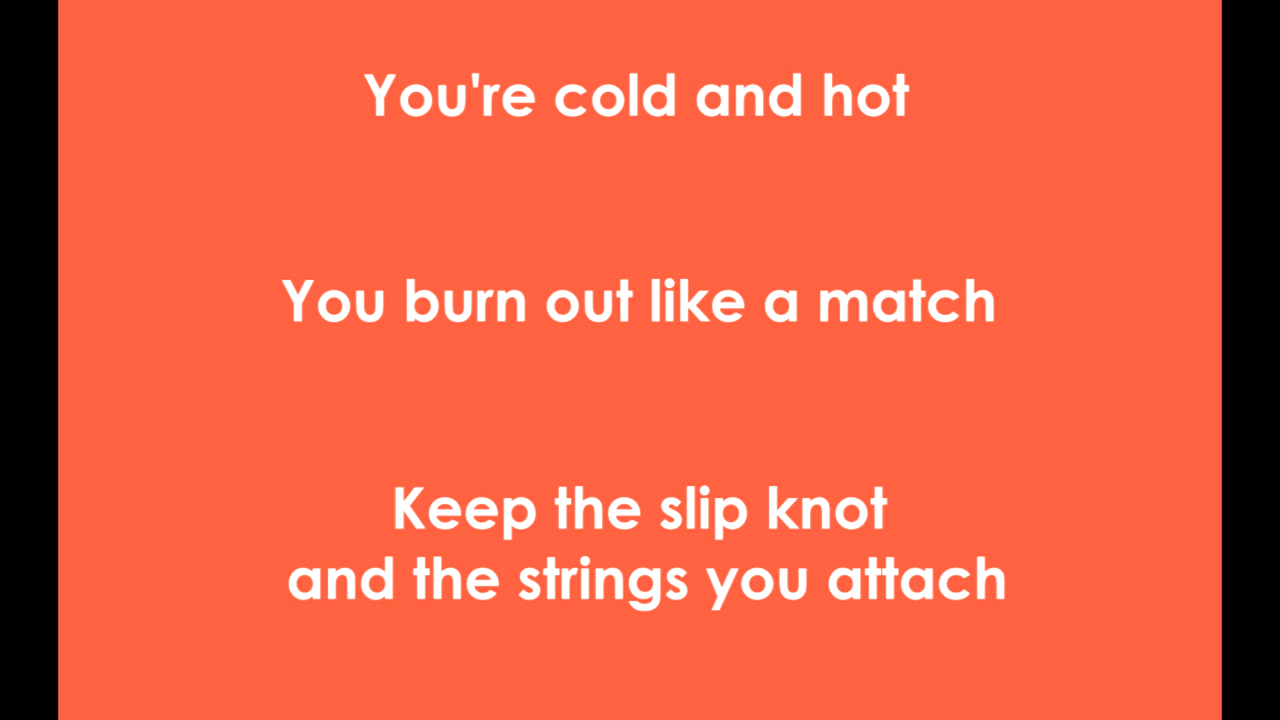 You're cold and hot
You burn out like a match
Keep the slip knot
and the strings you attach